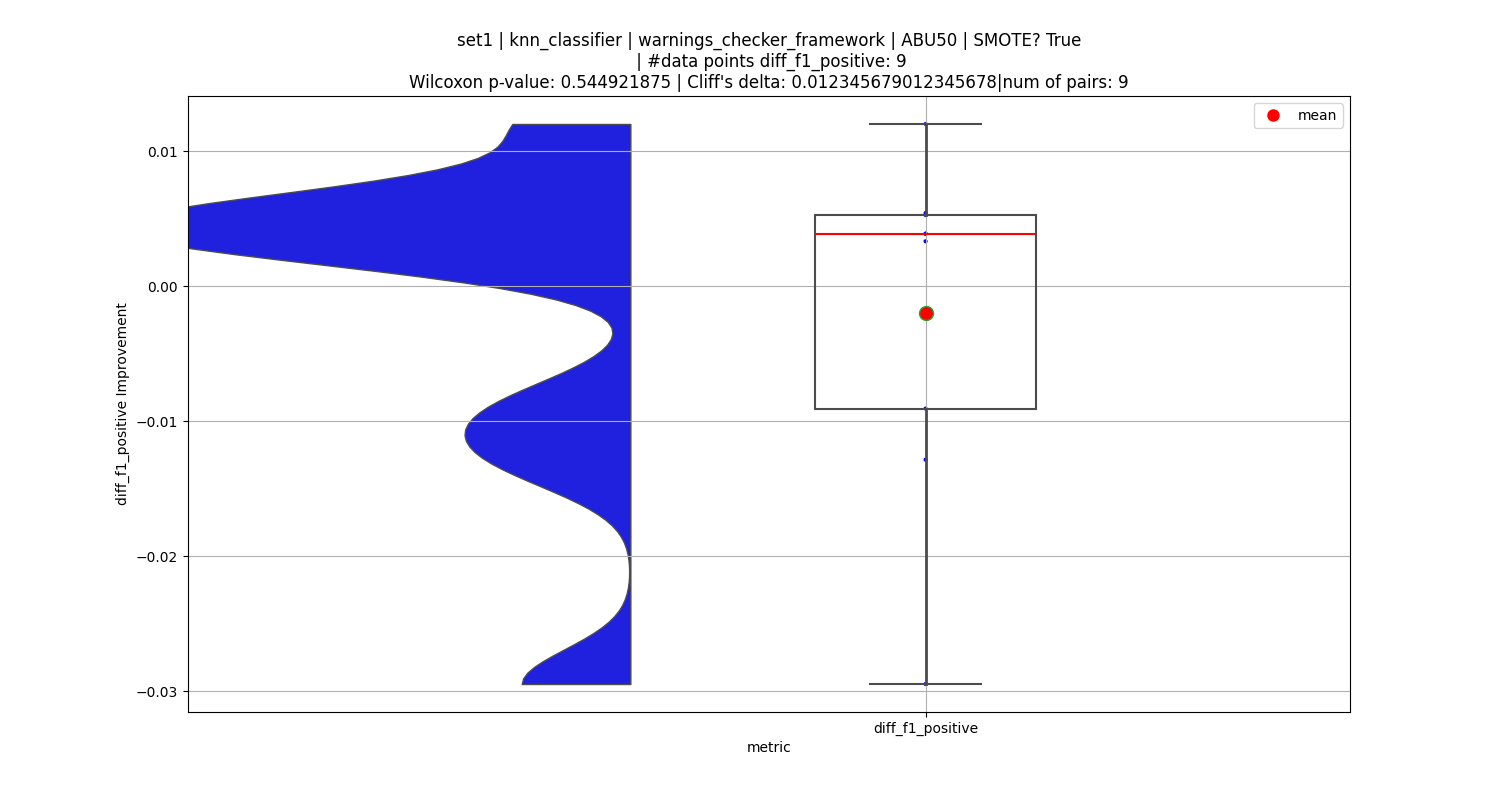 set1 | knn_classifier | warnings_checker_framework | ABU50 | SMOTE? True
| #data points diff_f1_positive: 9
Wilcoxon p-value: 0.544921875 | Cliff's delta: 0.012345679012345678|num of pairs: 9
mean
0.01
0.00
−0.01
−0.02
−0.03
diff_f1_positive Improvement
diff_f1_positive
metric